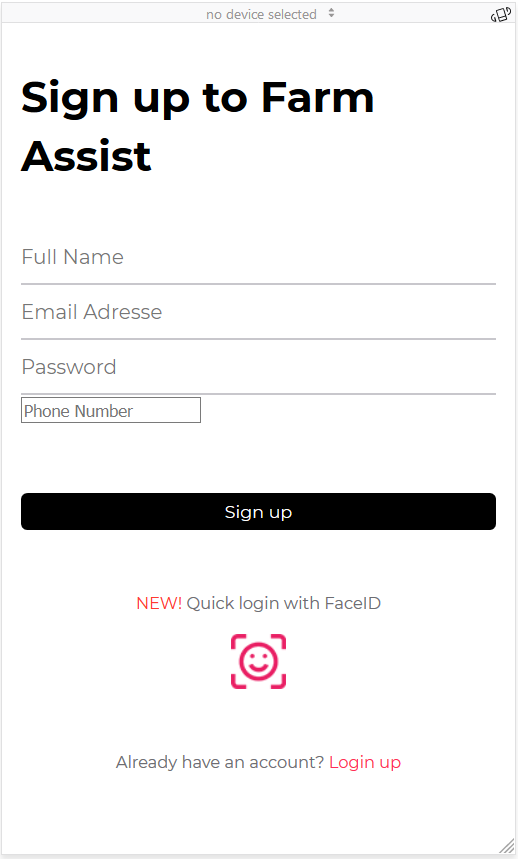 no device selected
Sign up to Farm
Assist
Full Name
Email Adresse
Password
Phone Number
Sign up
NEW! Quick login with FaceID
Already have an account? Login up